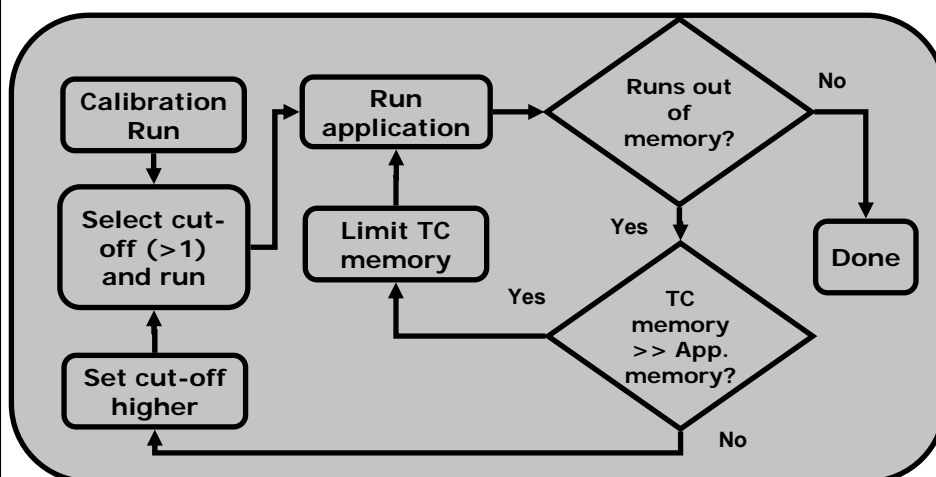 Calibration
Run
Select cut-
off (>1)
and run
Set cut-off
higher
Run
application
Limit TC
memory
Runs out
of
memory?
No
Done
Yes
TC
memory
>> App.
memory?
Yes
No